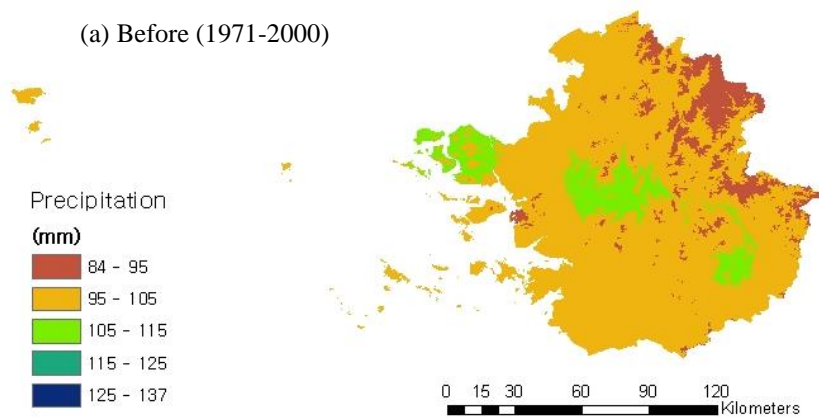 (a) Before (1971-2000)
Precipitation
(mm)
84 - 95
95 - 105
105 - 115
115 - 125
125 - 137
0 15 30 60 90 120
Kilometers